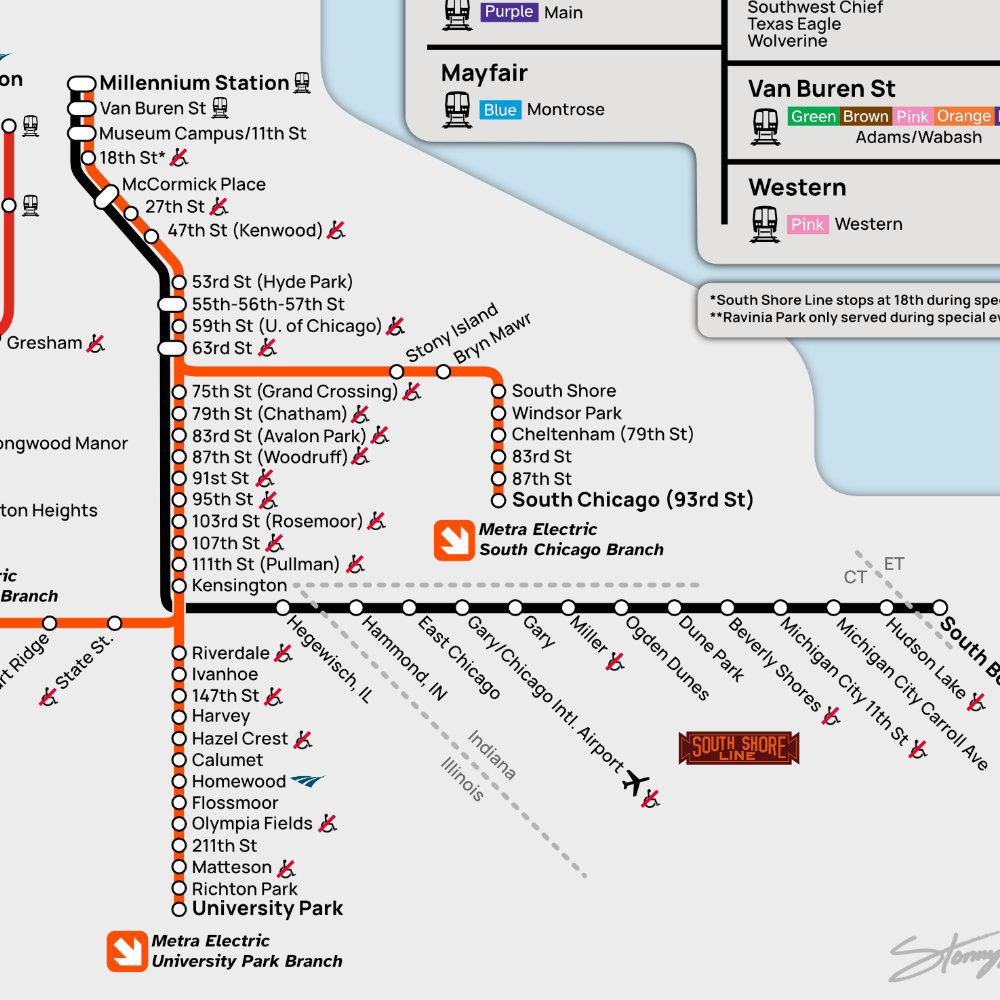 Purple Main
Mayfair
Blue Montrose
Southwest Chief
Texas Eagle
Wolverine
Van Buren St
Green Brown Pink Orange
Adams/Wabash
Western
Pink Western
*South Shore Line stops at 18th during
**Ravinia Park only served during special
on
Millennium Station
Van Buren St
Museum Campus/11th St
18th St*
McCormick Place
27th St
47th St (Kenwood)
53rd St (Hyde Park)
55th-56th-57th St
59th St (U. of Chicago)
63rd St
Gresham
Stony Island
Bryn Mawr
75th St (Grand Crossing)
79th St (Chatham)
83rd St (Avalon Park)
87th St (Woodruff)
91st St
95th St
103rd St (Rosemoor)
107th St
111th St (Pullman)
Kensington
South Shore
Windsor Park
Cheltenham (79th St)
83rd St
87th St
South Chicago (93rd St)
Metra Electric
South Chicago Branch
ongwood Manor
ton Heights
ric
Branch
CT
ET
State St.
art Ridge
Hegewisch, IL
Hammond, IN
East Chicago
Gary/Chicago Intl. Airport
Gary
Miller
Ogden Dunes
Dune Park
Beverly Shores
Michigan City 11th St
Michigan City Carroll Ave
Hudson Lake
South Be
Indiana
Illinois
SOUTH SHORE
LINE
Riverdale
Ivanhoe
147th St
Harvey
Hazel Crest
Calumet
Homewood
Flossmoor
Olympia Fields
211th St
Matteson
Richton Park
University Park
Metra Electric
University Park Branch